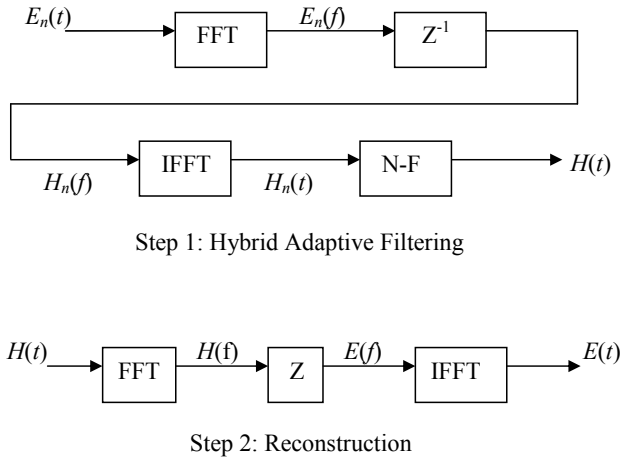 Eₙ(t) FFT Eₙ(f) Z⁻¹
Hₙ(f) IFFT Hₙ(t) N-F H(t)
Step 1: Hybrid Adaptive Filtering
H(t) FFT H(f) Z E(f) IFFT E(t)
Step 2: Reconstruction